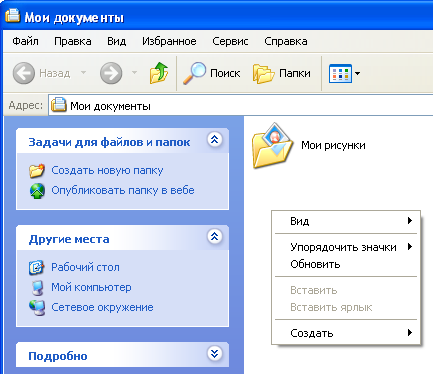 Мои документы
Файл Правка Вид Избранное Сервис Справка
Назад Поиск Папки
Адрес: Мои документы
Задачи для файлов и папок
Создать новую папку
Опубликовать папку в вебе
Другие места
Рабочий стол
Мой компьютер
Сетевое окружение
Подробно
Мои рисунки
Вид
Упорядочить значки
Обновить
Вставить
Вставить ярлык
Создать